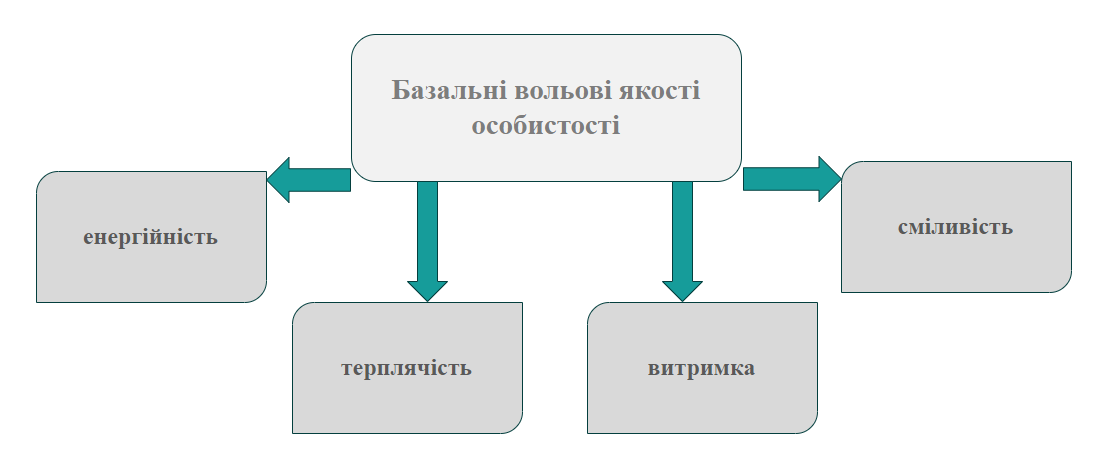 Базальні вольові якості
особистості
енергійність
сміливість
терплячість
витримка